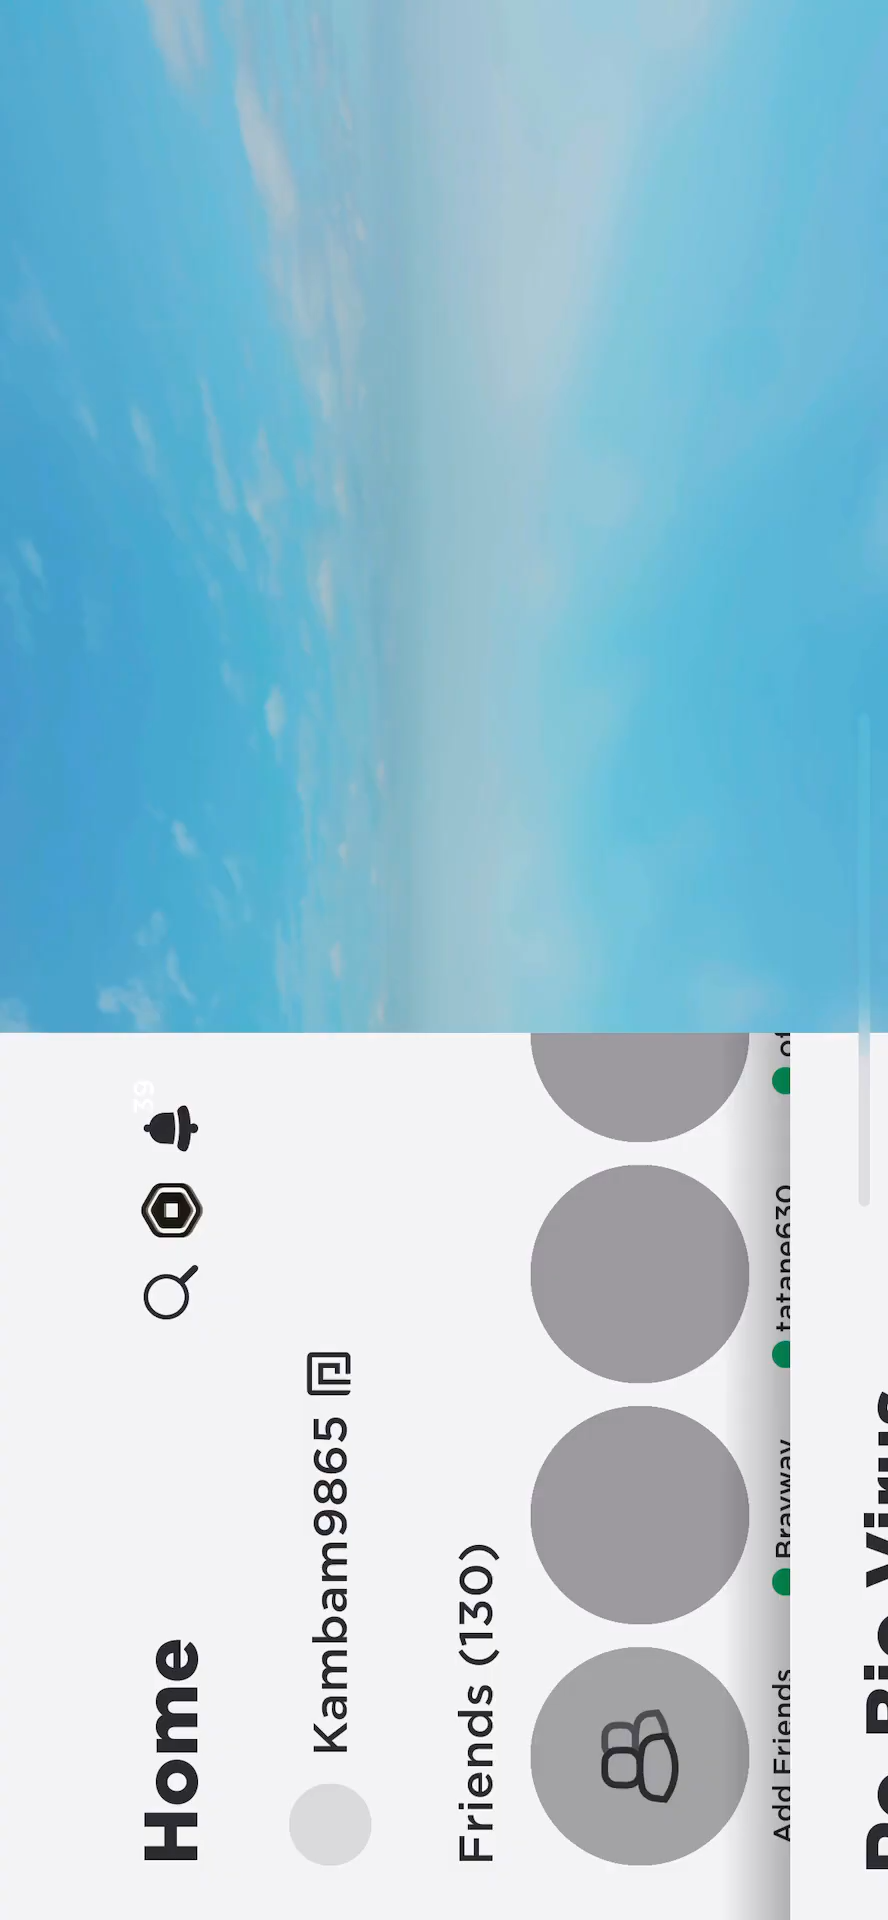 Home
39
Kambam9865
Friends (130)
Add Friends
Brayway
tatane630